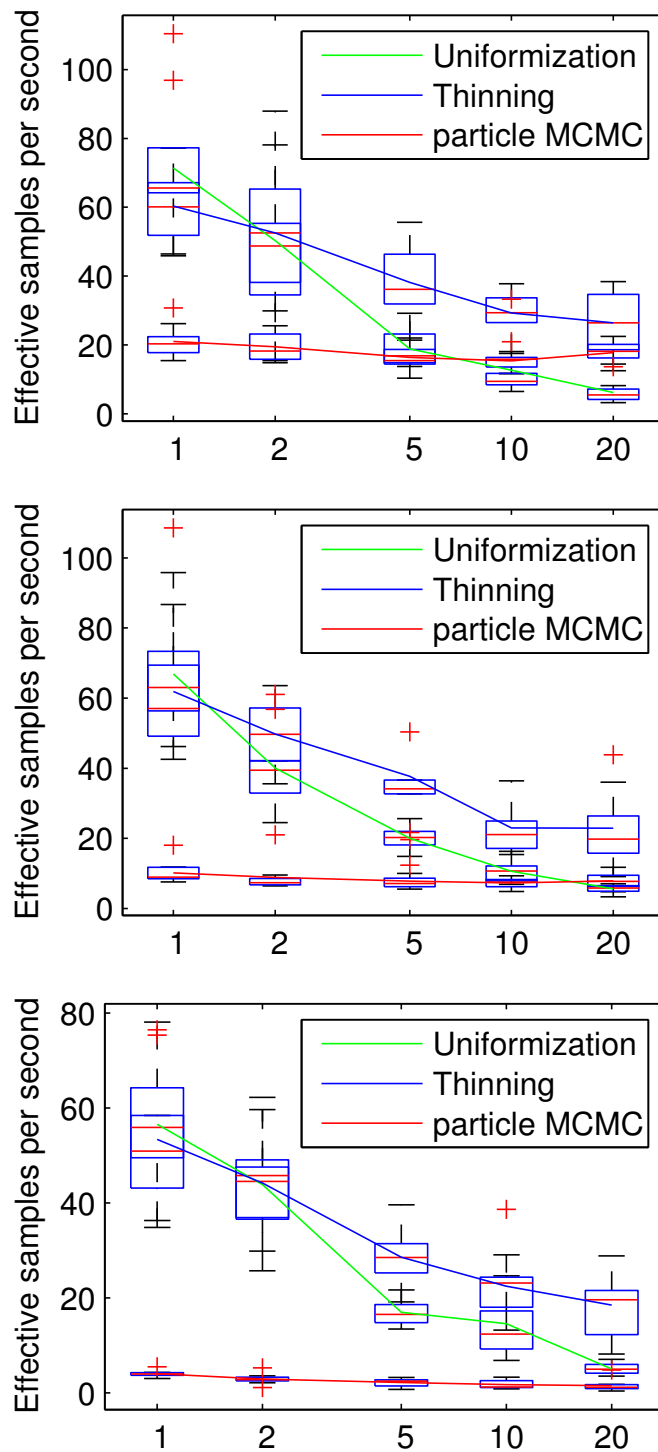 Effective samples per second
100
80
60
40
20
0
Uniformization
Thinning
particle MCMC
1 2 5 10 20
Effective samples per second
100
80
60
40
20
0
Uniformization
Thinning
particle MCMC
1 2 5 10 20
Effective samples per second
80
60
40
20
0
Uniformization
Thinning
particle MCMC
1 2 5 10 20